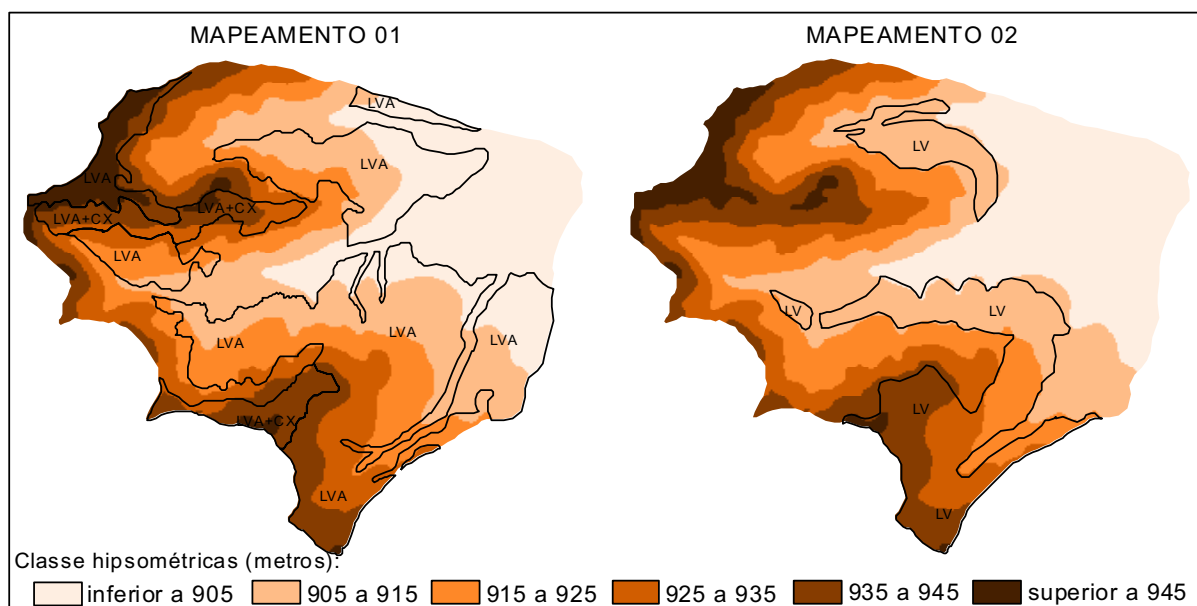 MAPEAMENTO 01
LVA
LVA
LVA
LVA+CX
LVA+CX
LVA
LVA
LVA
LVA
LVA+CX
LVA
MAPEAMENTO 02
LV
LV
LV
LV
LV
Classe hipsométricas (metros):
inferior a 905
905 a 915
915 a 925
925 a 935
935 a 945
superior a 945